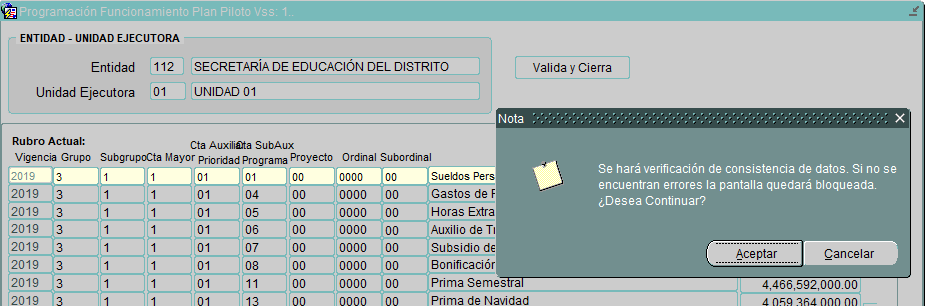 Programación Funcionamiento Plan Piloto Vss: 1..
ENTIDAD - UNIDAD EJECUTORA
Entidad 112 SECRETARÍA DE EDUCACIÓN DEL DISTRITO
Unidad Ejecutora 01 UNIDAD 01
Valida y Cierra
Nota
Se hará verificación de consistencia de datos. Si no se
encuentran errores la pantalla quedará bloqueada.
¿Desea Continuar?
Aceptar Cancelar
Rubro Actual:
Cta Auxilia Cta SubAux
Vigencia Grupo Subgrupo Cta Mayor Prioridad Programa Proyecto Ordinal Subordinal
2019 3 1 1 01 01 00 0000 00 Sueldos Pers
2019 3 1 1 01 04 00 0000 00 Gastos de
2019 3 1 1 01 05 00 0000 00 Horas Extra
2019 3 1 1 01 06 00 0000 00 Auxilio de
2019 3 1 1 01 07 00 0000 00 Subsidio de
2019 3 1 1 01 08 00 0000 00 Bonificación
2019 3 1 1 01 11 00 0000 00 Prima Semestral 4,466,592,000.00
2019 3 1 1 01 13 00 0000 00 Prima de Navidad 4,059,364,000.00